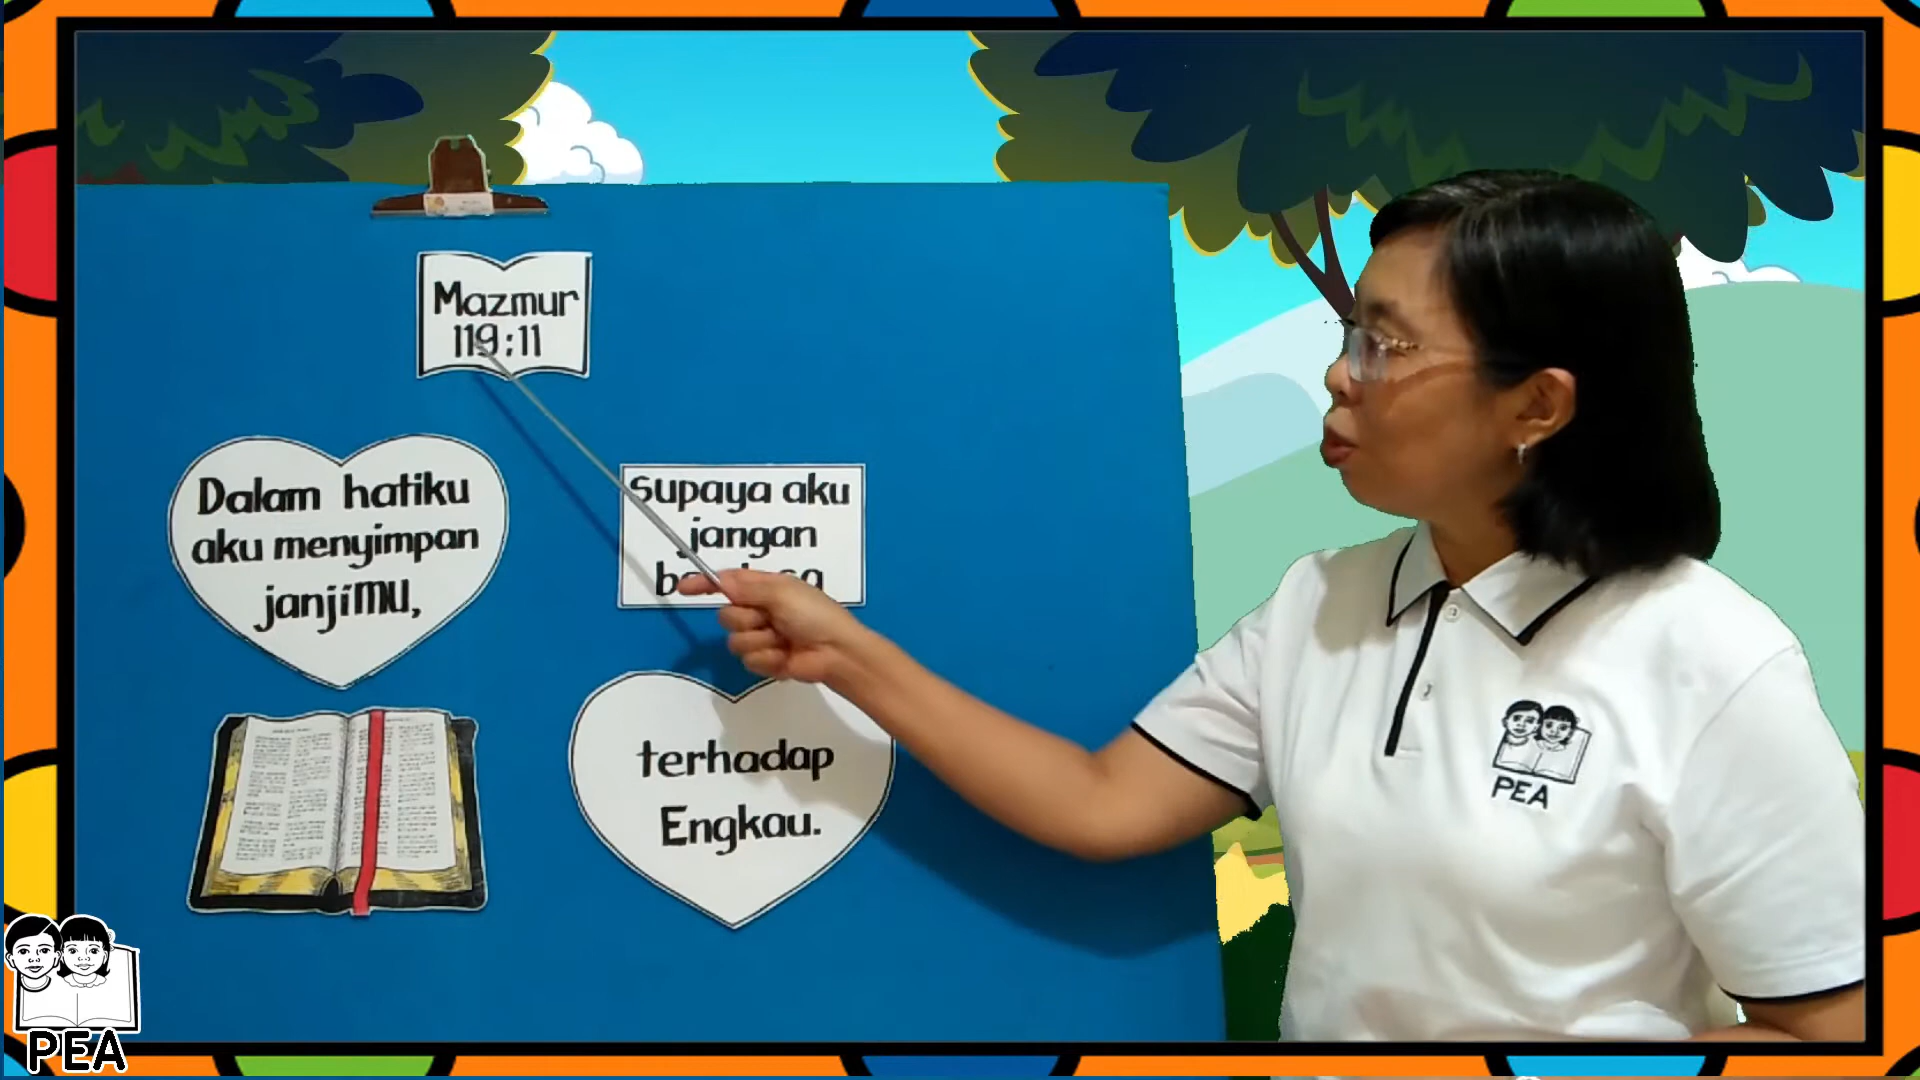 Mazmur
119:11
Dalam hatiku
aku menyimpan
janjiMU,
supaya aku
jangan
terhadap
Engkau.
PEA
PEA